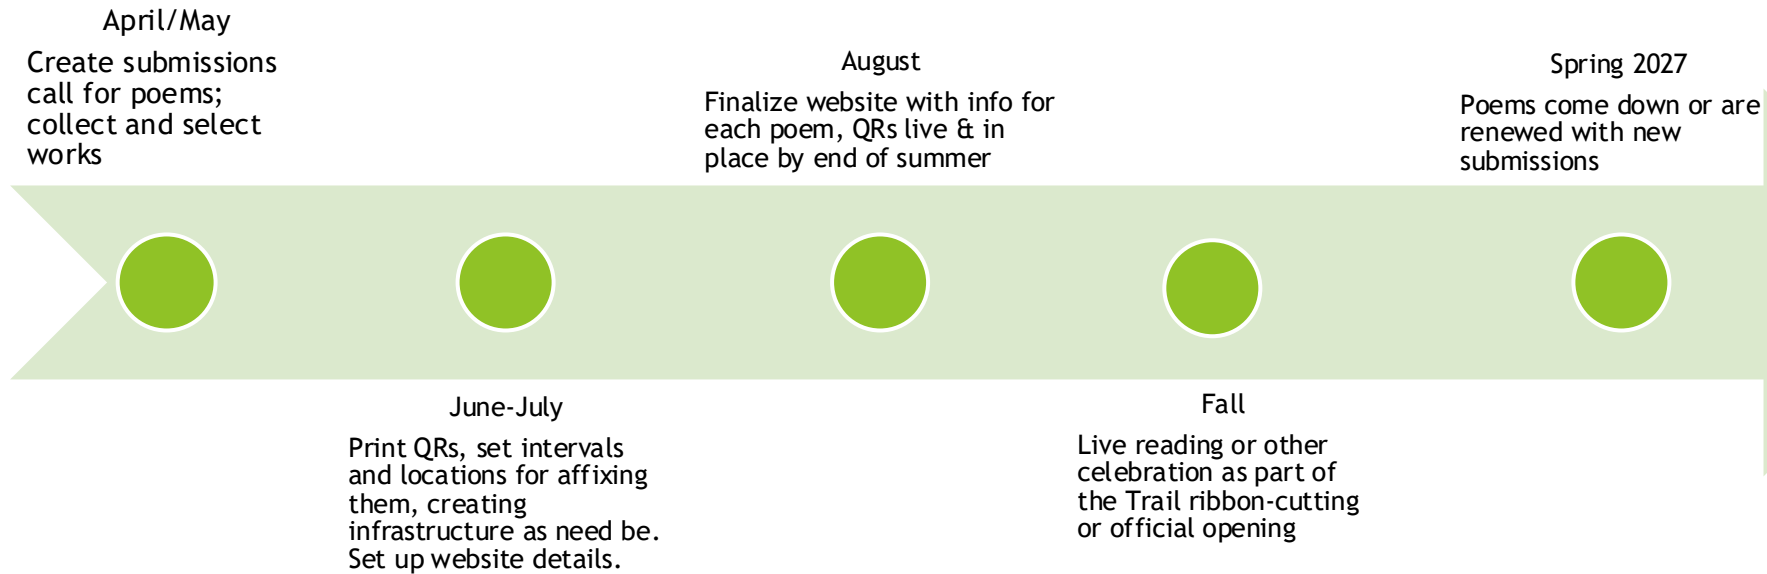 April/May
Create submissions
call for poems;
collect and select
works
June-July
Print QRs, set intervals
and locations for affixing
them, creating
infrastructure as need be.
Set up website details.
August
Finalize website with info for
each poem, QRs live & in
place by end of summer
Fall
Live reading or other
celebration as part of
the Trail ribbon-cutting
or official opening
Spring 2027
Poems come down or are
renewed with new
submissions